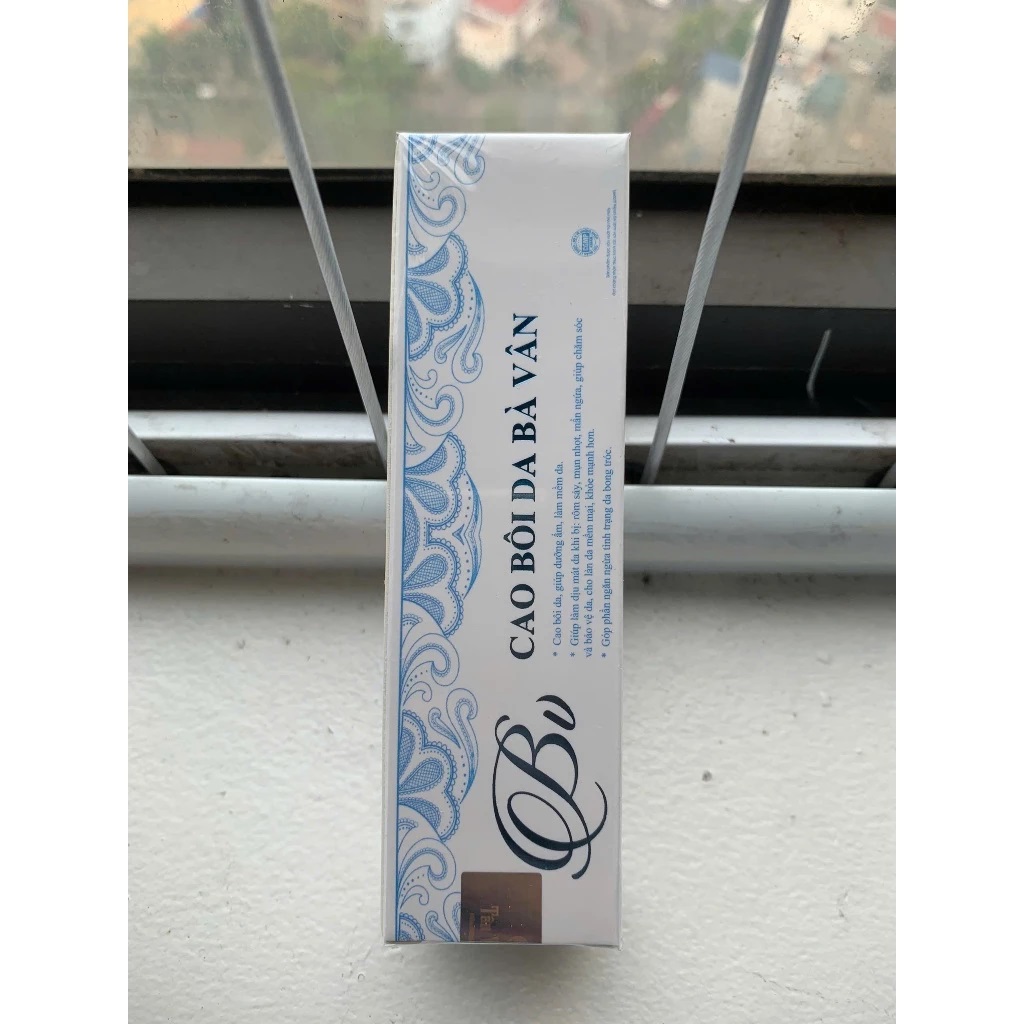 Bv
CAO BÔI DA BÀ VÂN
* Cao bôi da, giúp dưỡng ẩm, làm mềm da.
* Giúp làm dịu mát da khi bị: rôm sảy, mụn nhọt, mẩn ngứa, giúp chăm sóc
và bảo vệ da, cho làn da mềm mại, khỏe mạnh hơn.
* Góp phần ngăn ngừa tình trạng da bong tróc.